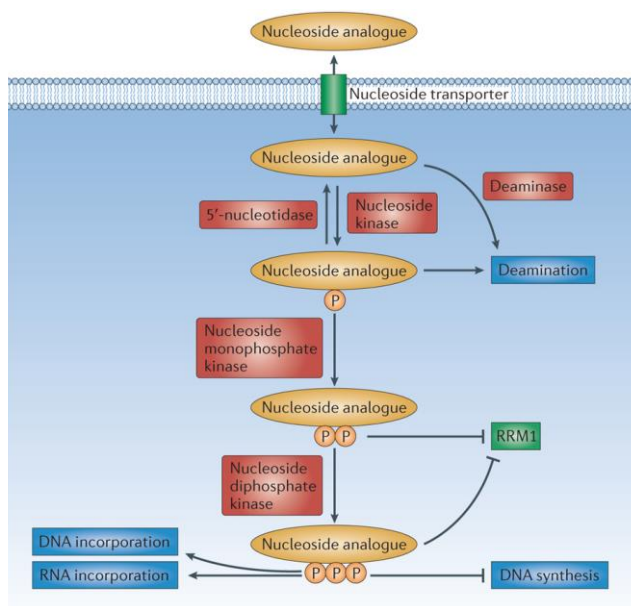 Nucleoside analogue
Nucleoside transporter
Nucleoside analogue
Deaminase
5′-nucleotidase
Nucleoside
kinase
Nucleoside analogue
Deamination
P
Nucleoside
monophosphate
kinase
Nucleoside analogue
P P
RRM1
Nucleoside
diphosphate
kinase
Nucleoside analogue
DNA incorporation
P P P
RNA incorporation
DNA synthesis